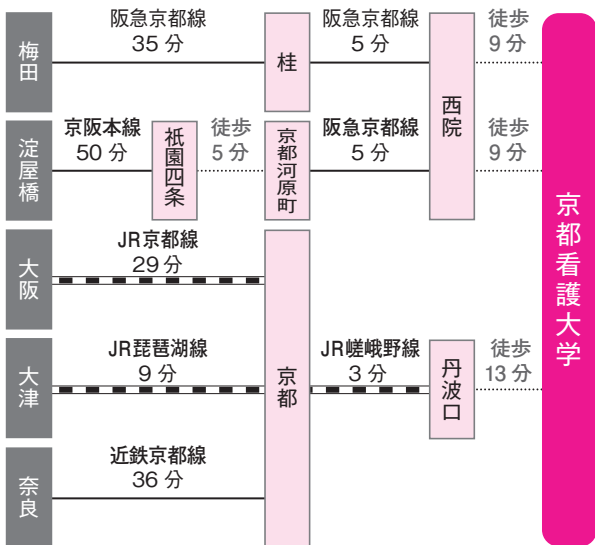 梅田
阪急京都線
35分
桂
阪急京都線
5分
西院
徒歩
9分
淀屋橋
京阪本線
50分
祇園四条
徒歩
5分
京都河原町
阪急京都線
5分
徒歩
9分
大阪
JR京都線
29分
京都
大津
JR琵琶湖線
9分
JR嵯峨野線
3分
丹波口
徒歩
13分
奈良
近鉄京都線
36分
京都看護大学